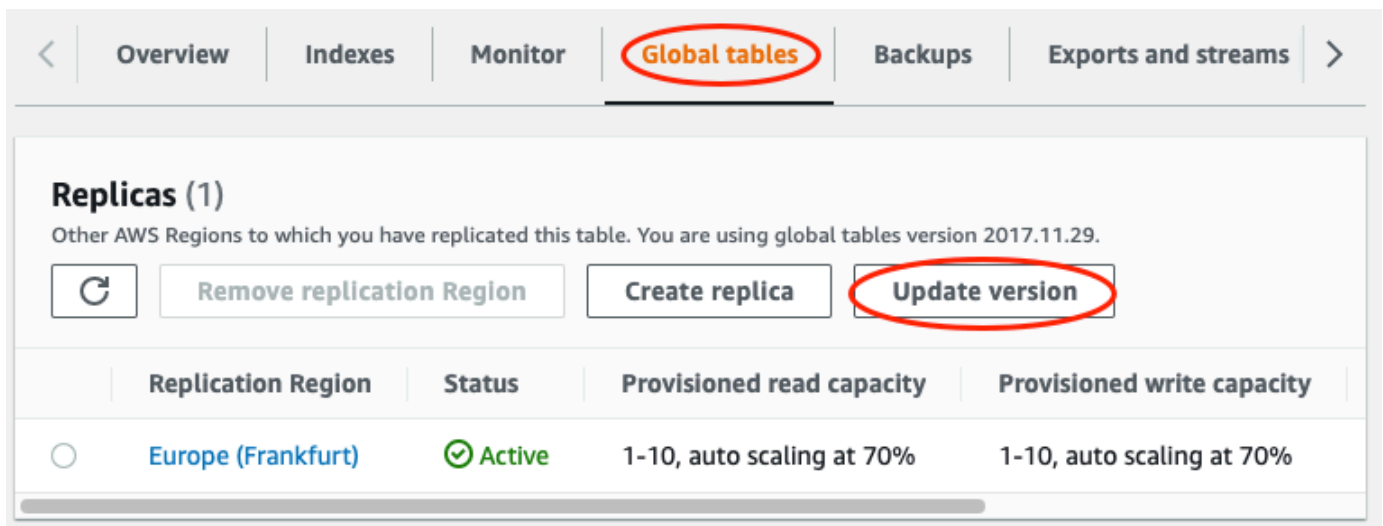 Overview Indexes Monitor Global tables Backups Exports and streams
Replicas (1)
Other AWS Regions to which you have replicated this table. You are using global tables version 2017.11.29.
Remove replication Region Create replica Update version
Replication Region Status Provisioned read capacity Provisioned write capacity
Europe (Frankfurt) Active 1-10, auto scaling at 70% 1-10, auto scaling at 70%